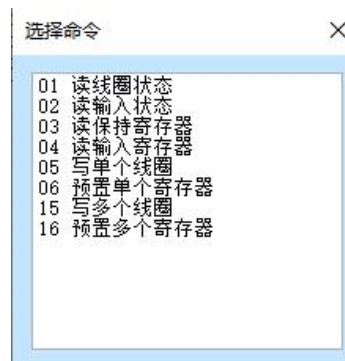 选择命令
01 读线圈状态
02 读输入状态
03 读保持寄存器
04 读输入寄存器
05 写单个线圈
06 预置单个寄存器
15 写多个线圈
16 预置多个寄存器